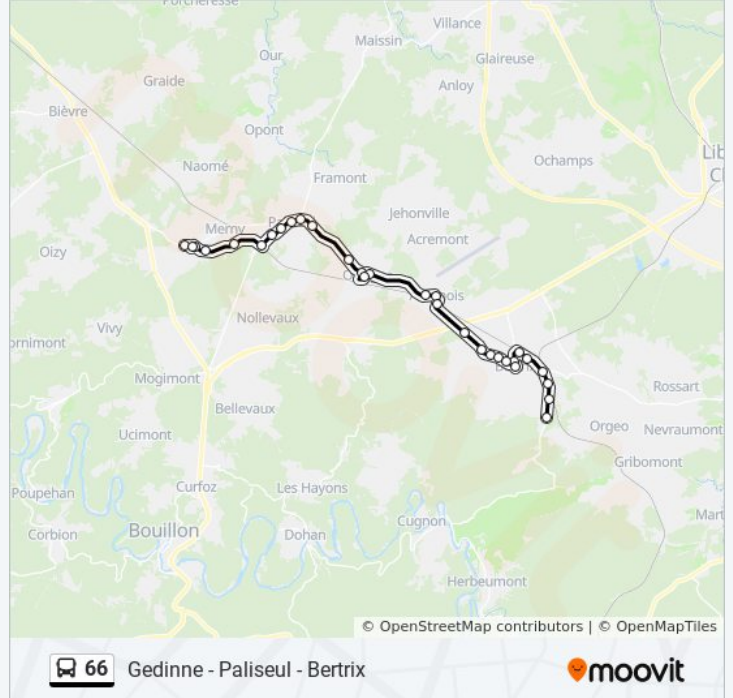 Porcheresse
Villance
Our
Maissin
Glaireuse
Graide
Anloy
Bièvre
Opont
Naomé
Ochamps
Framont
Jehonville
Memy
Acremont
Oizy
Nollevaux
Vivy
ornimont
Mogimont
Rossart
Bellevaux
Orgeo
Nevraumont
Ucimont
Gribomont
Poupehan
Curfoz
Les Hayons
Mart
Corbion
Bouillon
Dohan
Cugnon
Herbeumont
© OpenStreetMap contributors | © OpenMapTiles
66 Gedinne - Paliseul - Bertrix
moovit